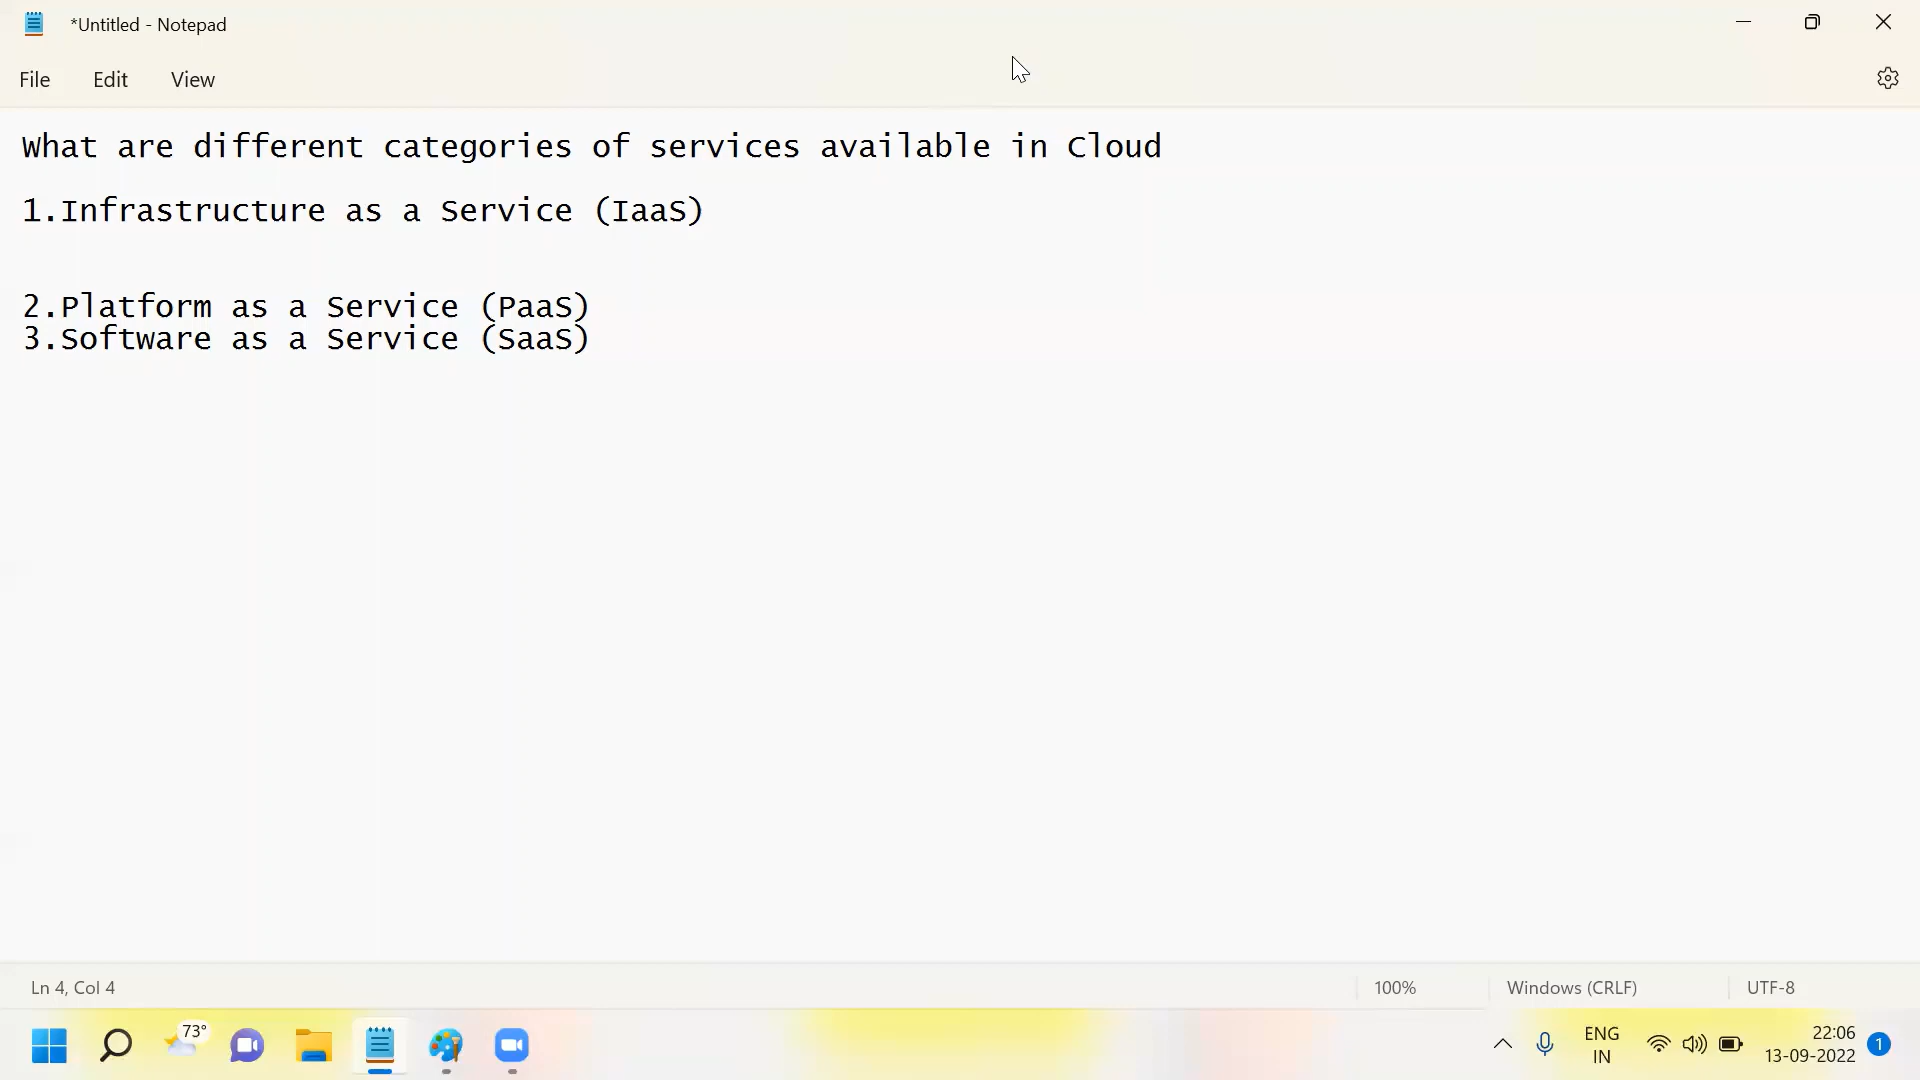 *Untitled - Notepad
File Edit View
What are different categories of services available in Cloud
1.Infrastructure as a Service (IaaS)
2.Platform as a Service (PaaS)
3.Software as a Service (SaaS)
Ln 4, Col 4 100% Windows (CRLF) UTF-8
73° ENG 22:06
IN 13-09-2022 1